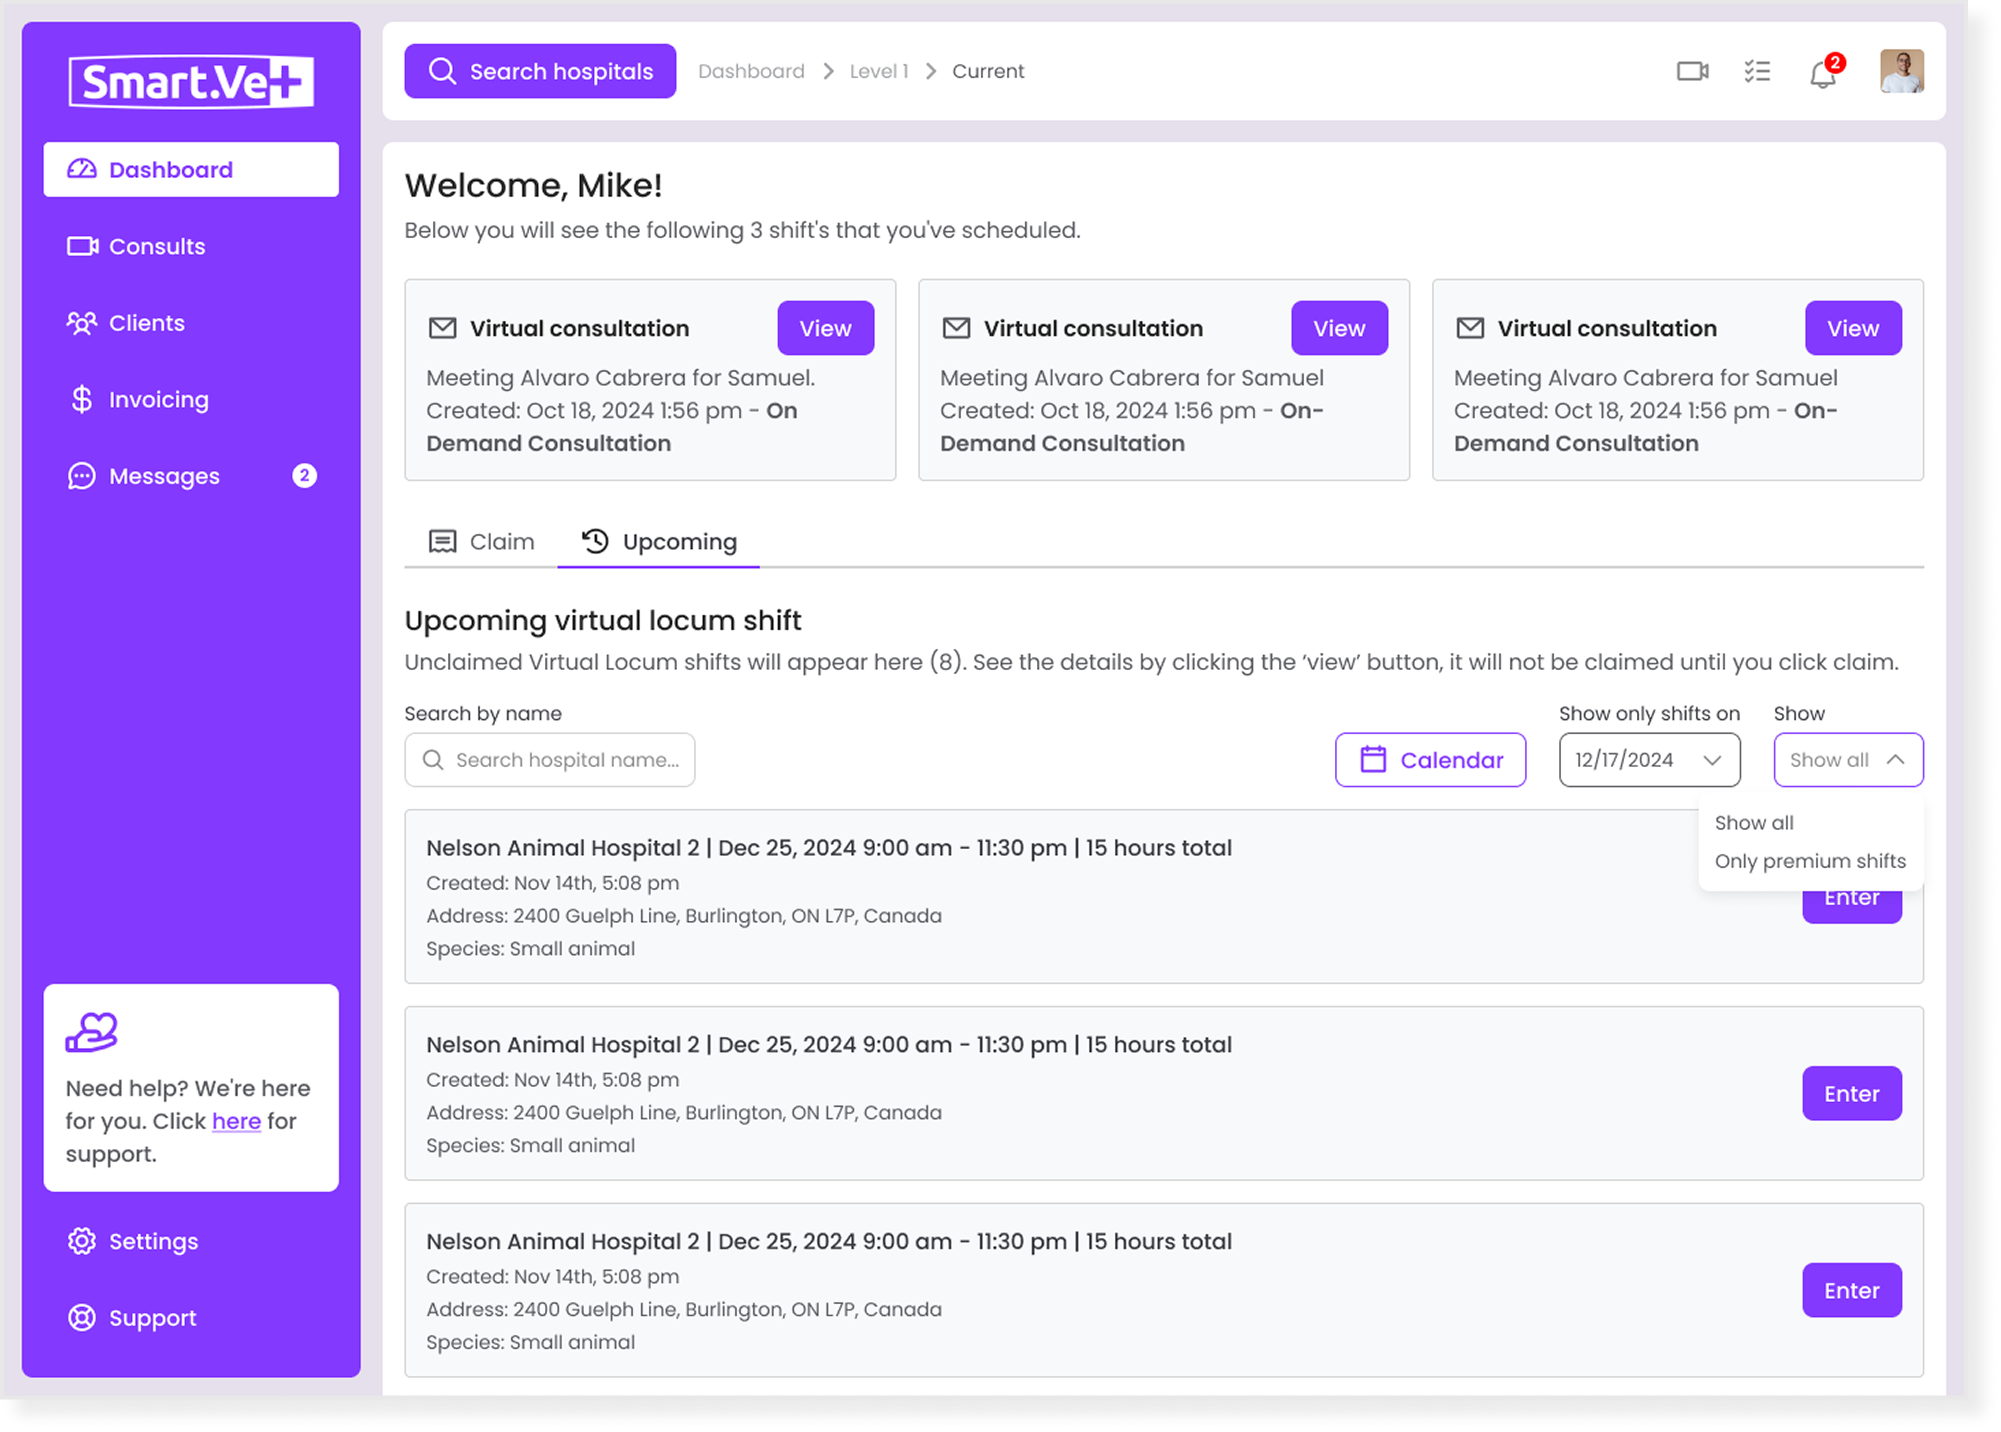 Smart.Vet
Dashboard
Consults
Clients
Invoicing
Messages
2
Need help? We're here
for you. Click here for
support.
Settings
Support
Search hospitals
Dashboard
Level 1
Current
2
Welcome, Mike!
Below you will see the following 3 shift's that you've scheduled.
Virtual consultation
View
Meeting Alvaro Cabrera for Samuel.
Created: Oct 18, 2024 1:56 pm - On
Demand Consultation
Virtual consultation
View
Meeting Alvaro Cabrera for Samuel
Created: Oct 18, 2024 1:56 pm - On-
Demand Consultation
Virtual consultation
View
Meeting Alvaro Cabrera for Samuel
Created: Oct 18, 2024 1:56 pm - On-
Demand Consultation
Claim
Upcoming
Upcoming virtual locum shift
Unclaimed Virtual Locum shifts will appear here (8). See the details by clicking the ‘view’ button, it will not be claimed until you click claim.
Search by name
Search hospital name...
Calendar
Show only shifts on
12/17/2024
Show
Show all
Show all
Only premium shifts
Nelson Animal Hospital 2 | Dec 25, 2024 9:00 am - 11:30 pm | 15 hours total
Created: Nov 14th, 5:08 pm
Address: 2400 Guelph Line, Burlington, ON L7P, Canada
Species: Small animal
Enter
Nelson Animal Hospital 2 | Dec 25, 2024 9:00 am - 11:30 pm | 15 hours total
Created: Nov 14th, 5:08 pm
Address: 2400 Guelph Line, Burlington, ON L7P, Canada
Species: Small animal
Enter
Nelson Animal Hospital 2 | Dec 25, 2024 9:00 am - 11:30 pm | 15 hours total
Created: Nov 14th, 5:08 pm
Address: 2400 Guelph Line, Burlington, ON L7P, Canada
Species: Small animal
Enter